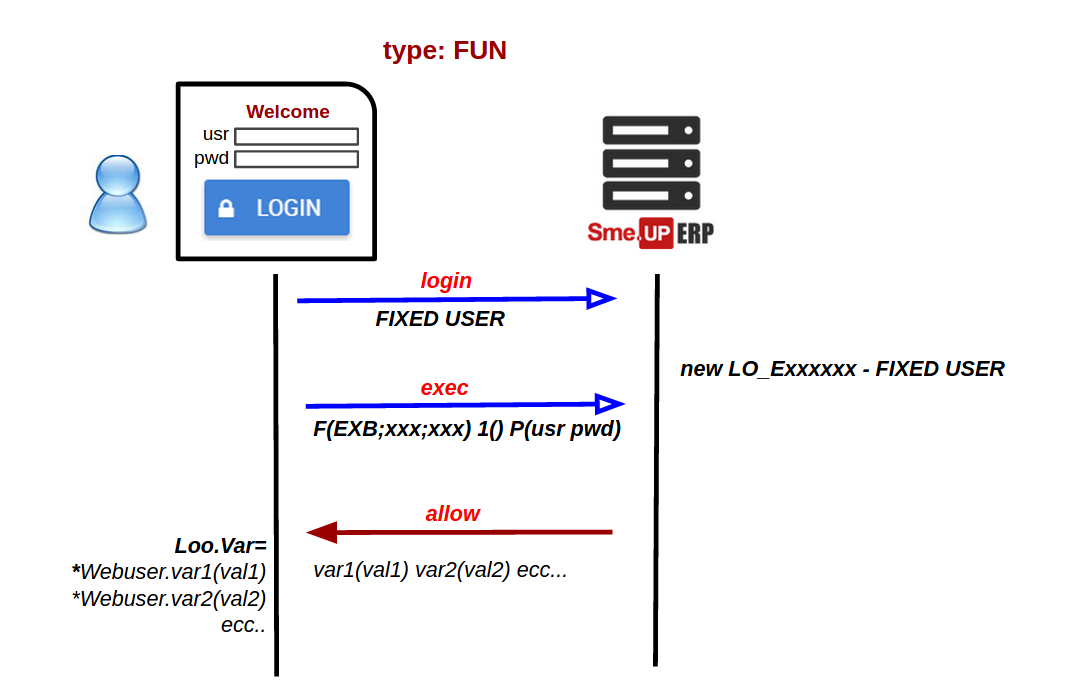 type: FUN
Welcome
usr
pwd
LOGIN
Sme.UP ERP
login
FIXED USER
new LO_Exxxxxx - FIXED USER
exec
F(EXB;xxx;xxx) 1() P(usr pwd)
allow
var1(val1) var2(val2) ecc...
Loo.Var=
*Webuser.var1(val1)
*Webuser.var2(val2)
ecc..